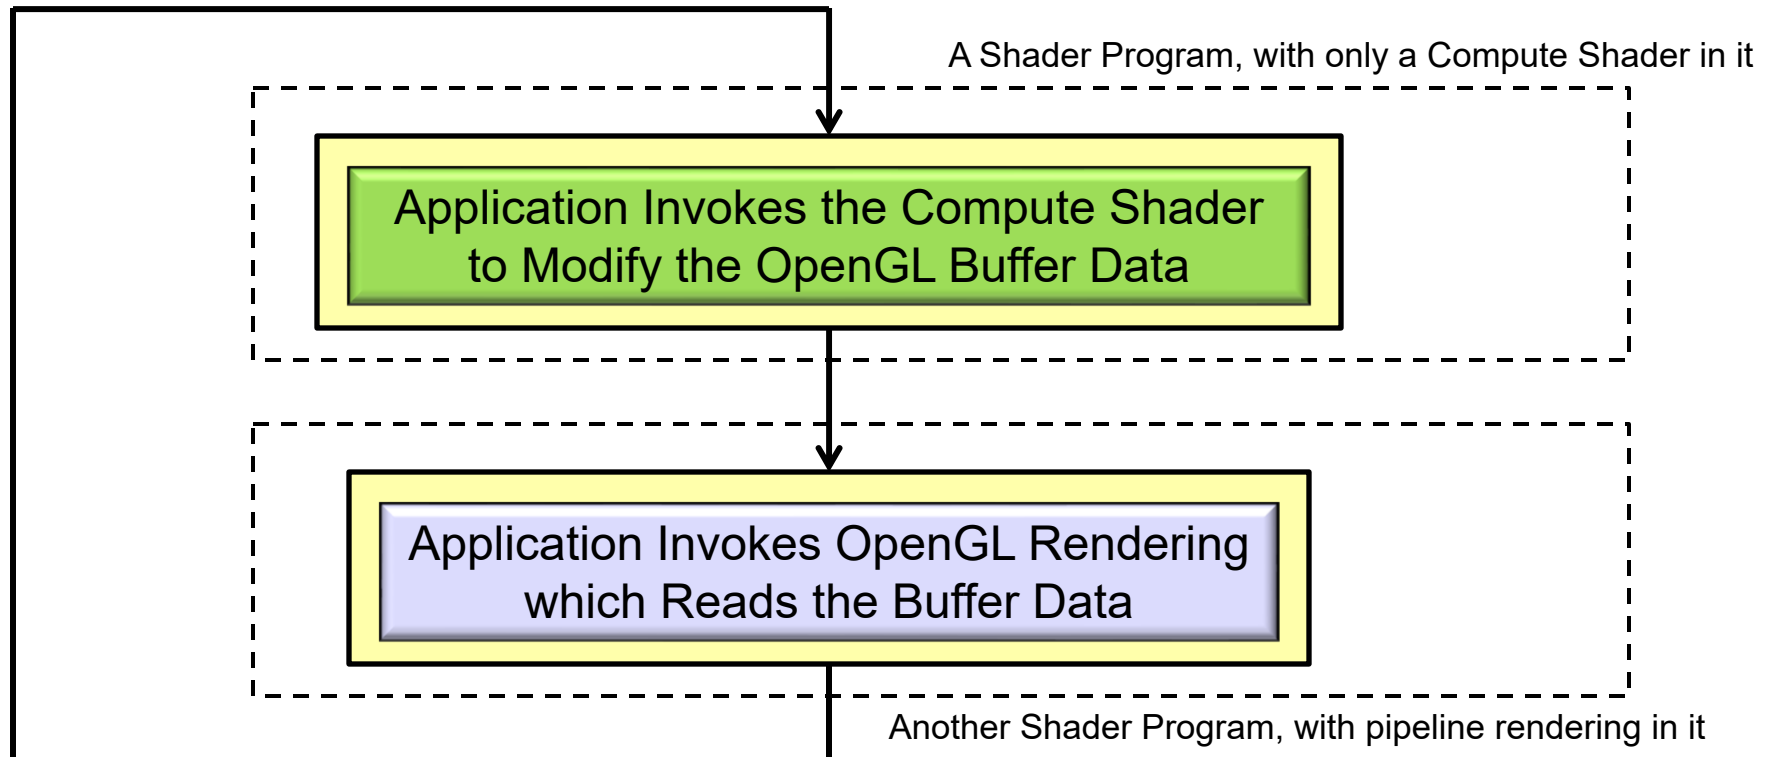 A Shader Program, with only a Compute Shader in it
Application Invokes the Compute Shader
to Modify the OpenGL Buffer Data
Application Invokes OpenGL Rendering
which Reads the Buffer Data
Another Shader Program, with pipeline rendering in it